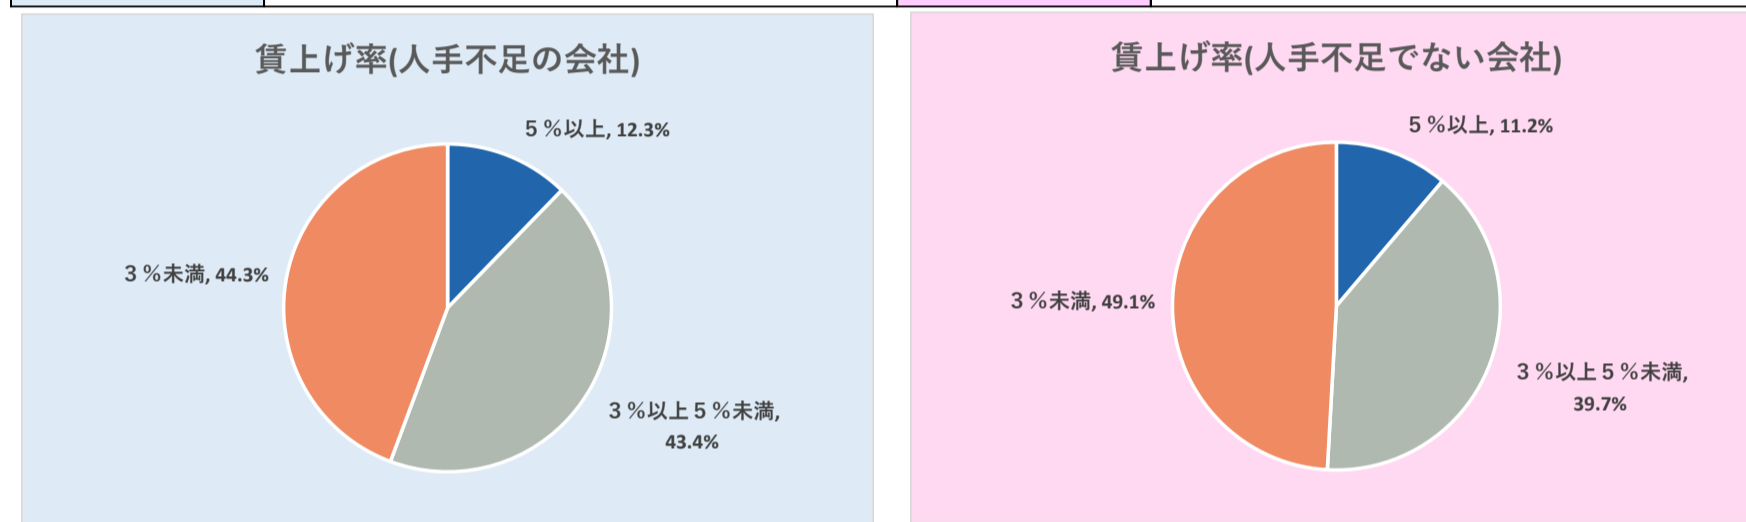 賃上げ率(人手不足の会社)
５％以上, 12.3%
３％未満, 44.3%
３％以上５％未満,
43.4%
賃上げ率(人手不足でない会社)
５％以上, 11.2%
３％未満, 49.1%
３％以上５％未満,
39.7%